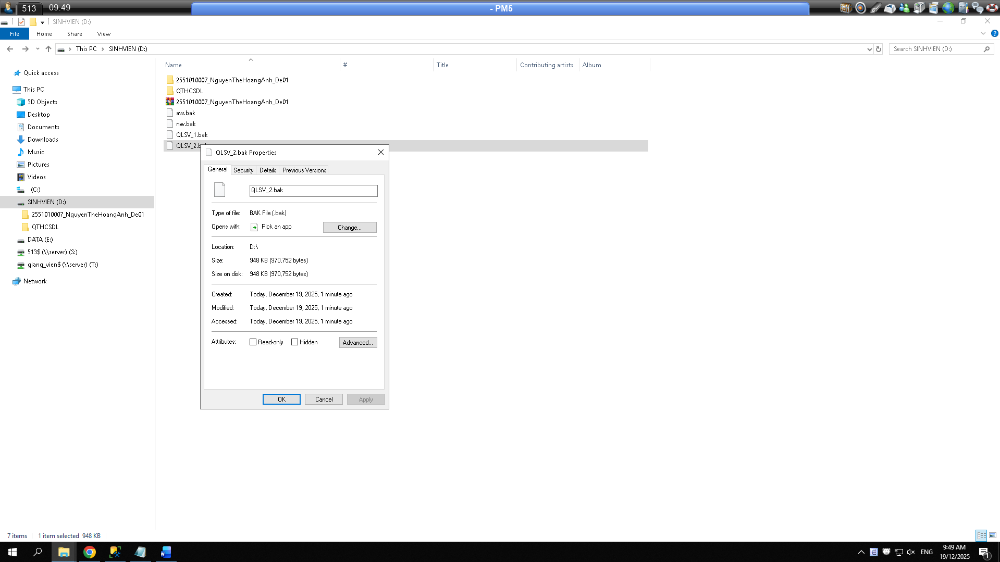 513
09:49
- PM5
SINHVIEN (D:)
File
Home
Share
View
This PC
SINHVIEN (D:)
Search SINHVIEN (D:)
Quick access
This PC
3D Objects
Desktop
Documents
Downloads
Music
Pictures
Videos
(C:)
SINHVIEN (D:)
2551010007_NguyenTheHoangAnh_De01
QTHCSDL
DATA (E:)
513$ (\\server) (S:)
giang_vien$ (\\server) (T:)
Network
Name
#
Title
Contributing artists
Album
2551010007_NguyenTheHoangAnh_De01
QTHCSDL
2551010007_NguyenTheHoangAnh_De01
aw.bak
nw.bak
QLSV_1.bak
QLSV_2.bak
QLSV_2.bak Properties
General
Security
Details
Previous Versions
QLSV_2.bak
Type of file: BAK File (.bak)
Opens with: Pick an app
Change...
Location: D:\
Size: 948 KB (970,752 bytes)
Size on disk: 948 KB (970,752 bytes)
Created: Today, December 19, 2025, 1 minute ago
Modified: Today, December 19, 2025, 1 minute ago
Accessed: Today, December 19, 2025, 1 minute ago
Attributes: Read-only Hidden
Advanced...
OK
Cancel
Apply
7 items
1 item selected 948 KB
ENG
9:49 AM
19/12/2025
1